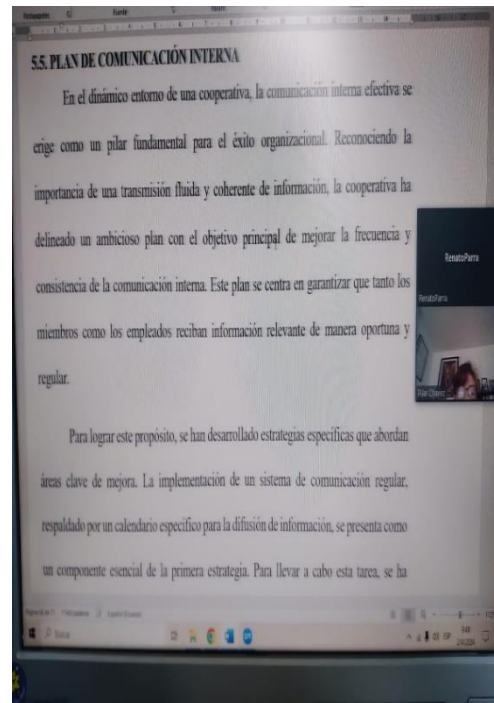 5.5. PLAN DE COMUNICACIÓN INTERNA
En el dinámico entorno de una cooperativa, la comunicación interna efectiva se
erige como un pilar fundamental para el éxito organizacional. Reconociendo la
importancia de una transmisión fluida y coherente de información, la cooperativa ha
delineado un ambicioso plan con el objetivo principal de mejorar la frecuencia y
consistencia de la comunicación interna. Este plan se centra en garantizar que tanto los
miembros como los empleados reciban información relevante de manera oportuna y
regular.
Para lograr este propósito, se han desarrollado estrategias específicas que abordan
áreas clave de mejora. La implementación de un sistema de comunicación regular,
respaldado por un calendario específico para la difusión de información, se presenta como
un componente esencial de la primera estrategia. Para llevar a cabo esta tarea, se ha
RenatoParra
RenatoParra
Pilar Chavez
Buscar
ESP